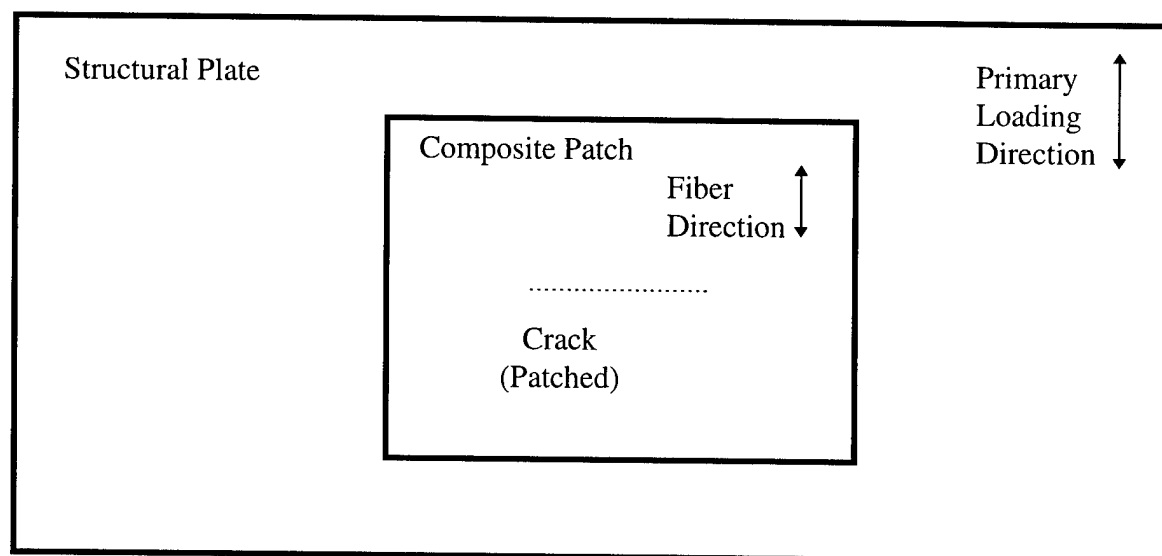 Structural Plate
Primary
Loading
Direction
Composite Patch
Fiber
Direction
Crack
(Patched)